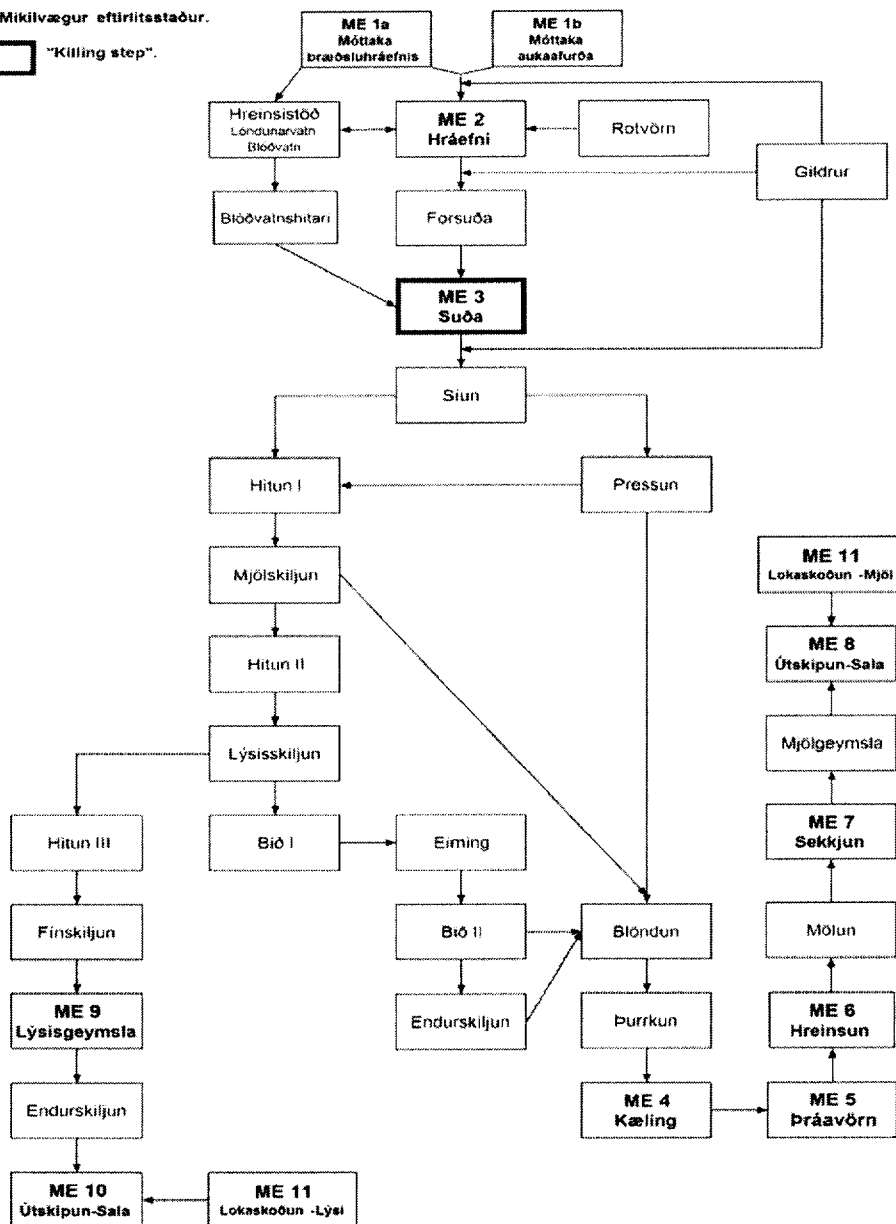 Mikilvægur eftirlitsstaður.
"Killing step".
ME 1a
Móttaka
bræðsluhráefnis
ME 1b
Móttaka
aukaafurða
Hreinsistöð
Löndunarvatn
Blóðvatn
ME 2
Hráefni
Rotvörn
Gildrur
Blóðvatnshitari
Forsuða
ME 3
Suða
Síun
Hitun I
Pressun
Mjölskiljun
ME 11
Lokaskoðun -Mjöl
Hitun II
ME 8
Útskipun-Sala
Lýsisskiljun
Mjölgeymsla
Hitun III
Bið I
Eiming
ME 7
Sekkjun
Fínskiljun
Bið II
Blöndun
Mölun
ME 9
Lýsisgeymsla
Endurskiljun
Þurrkun
ME 6
Hreinsun
Endurskiljun
ME 4
Kæling
ME 5
Þráavörn
ME 10
Útskipun-Sala
ME 11
Lokaskoðun -Lýsi